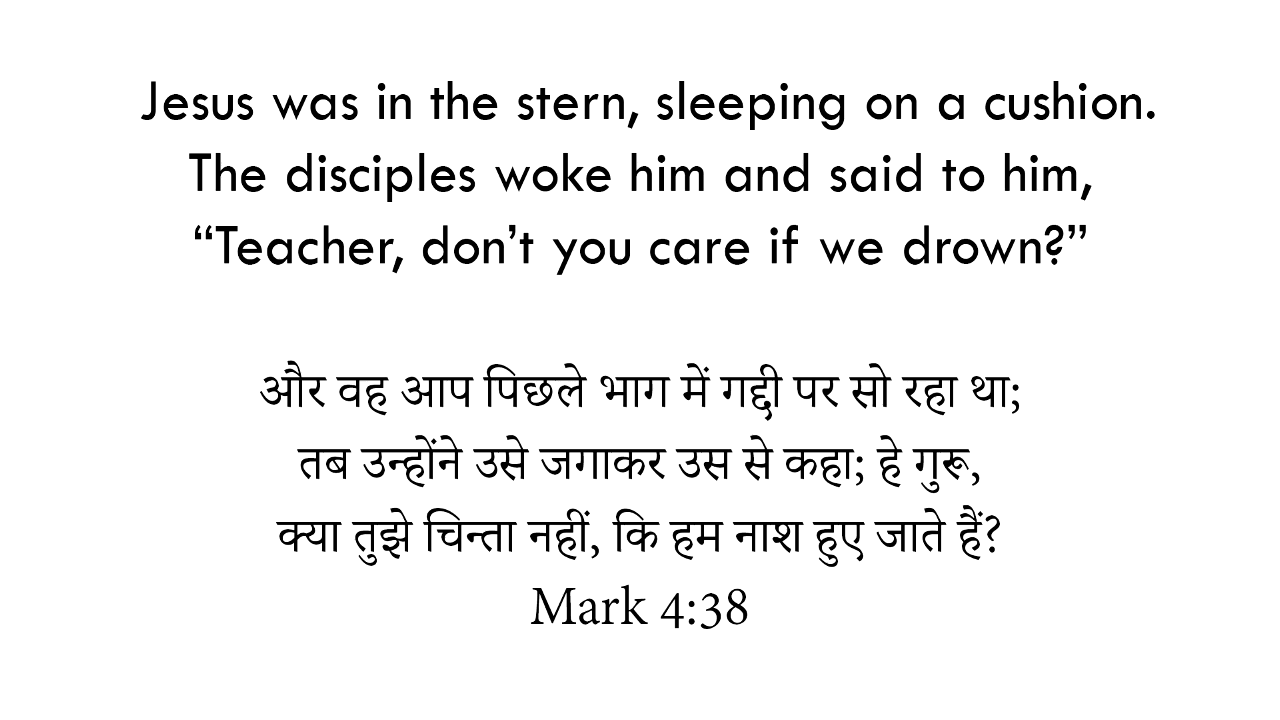 Jesus was in the stern, sleeping on a cushion.
The disciples woke him and said to him,
“Teacher, don’t you care if we drown?”
और वह आप पिछले भाग में गद्दी पर सो रहा था;
तब उन्होंने उसे जगाकर उस से कहा; हे गुरू,
क्या तुझे चिन्ता नहीं, कि हम नाश हुए जाते हैं?
Mark 4:38